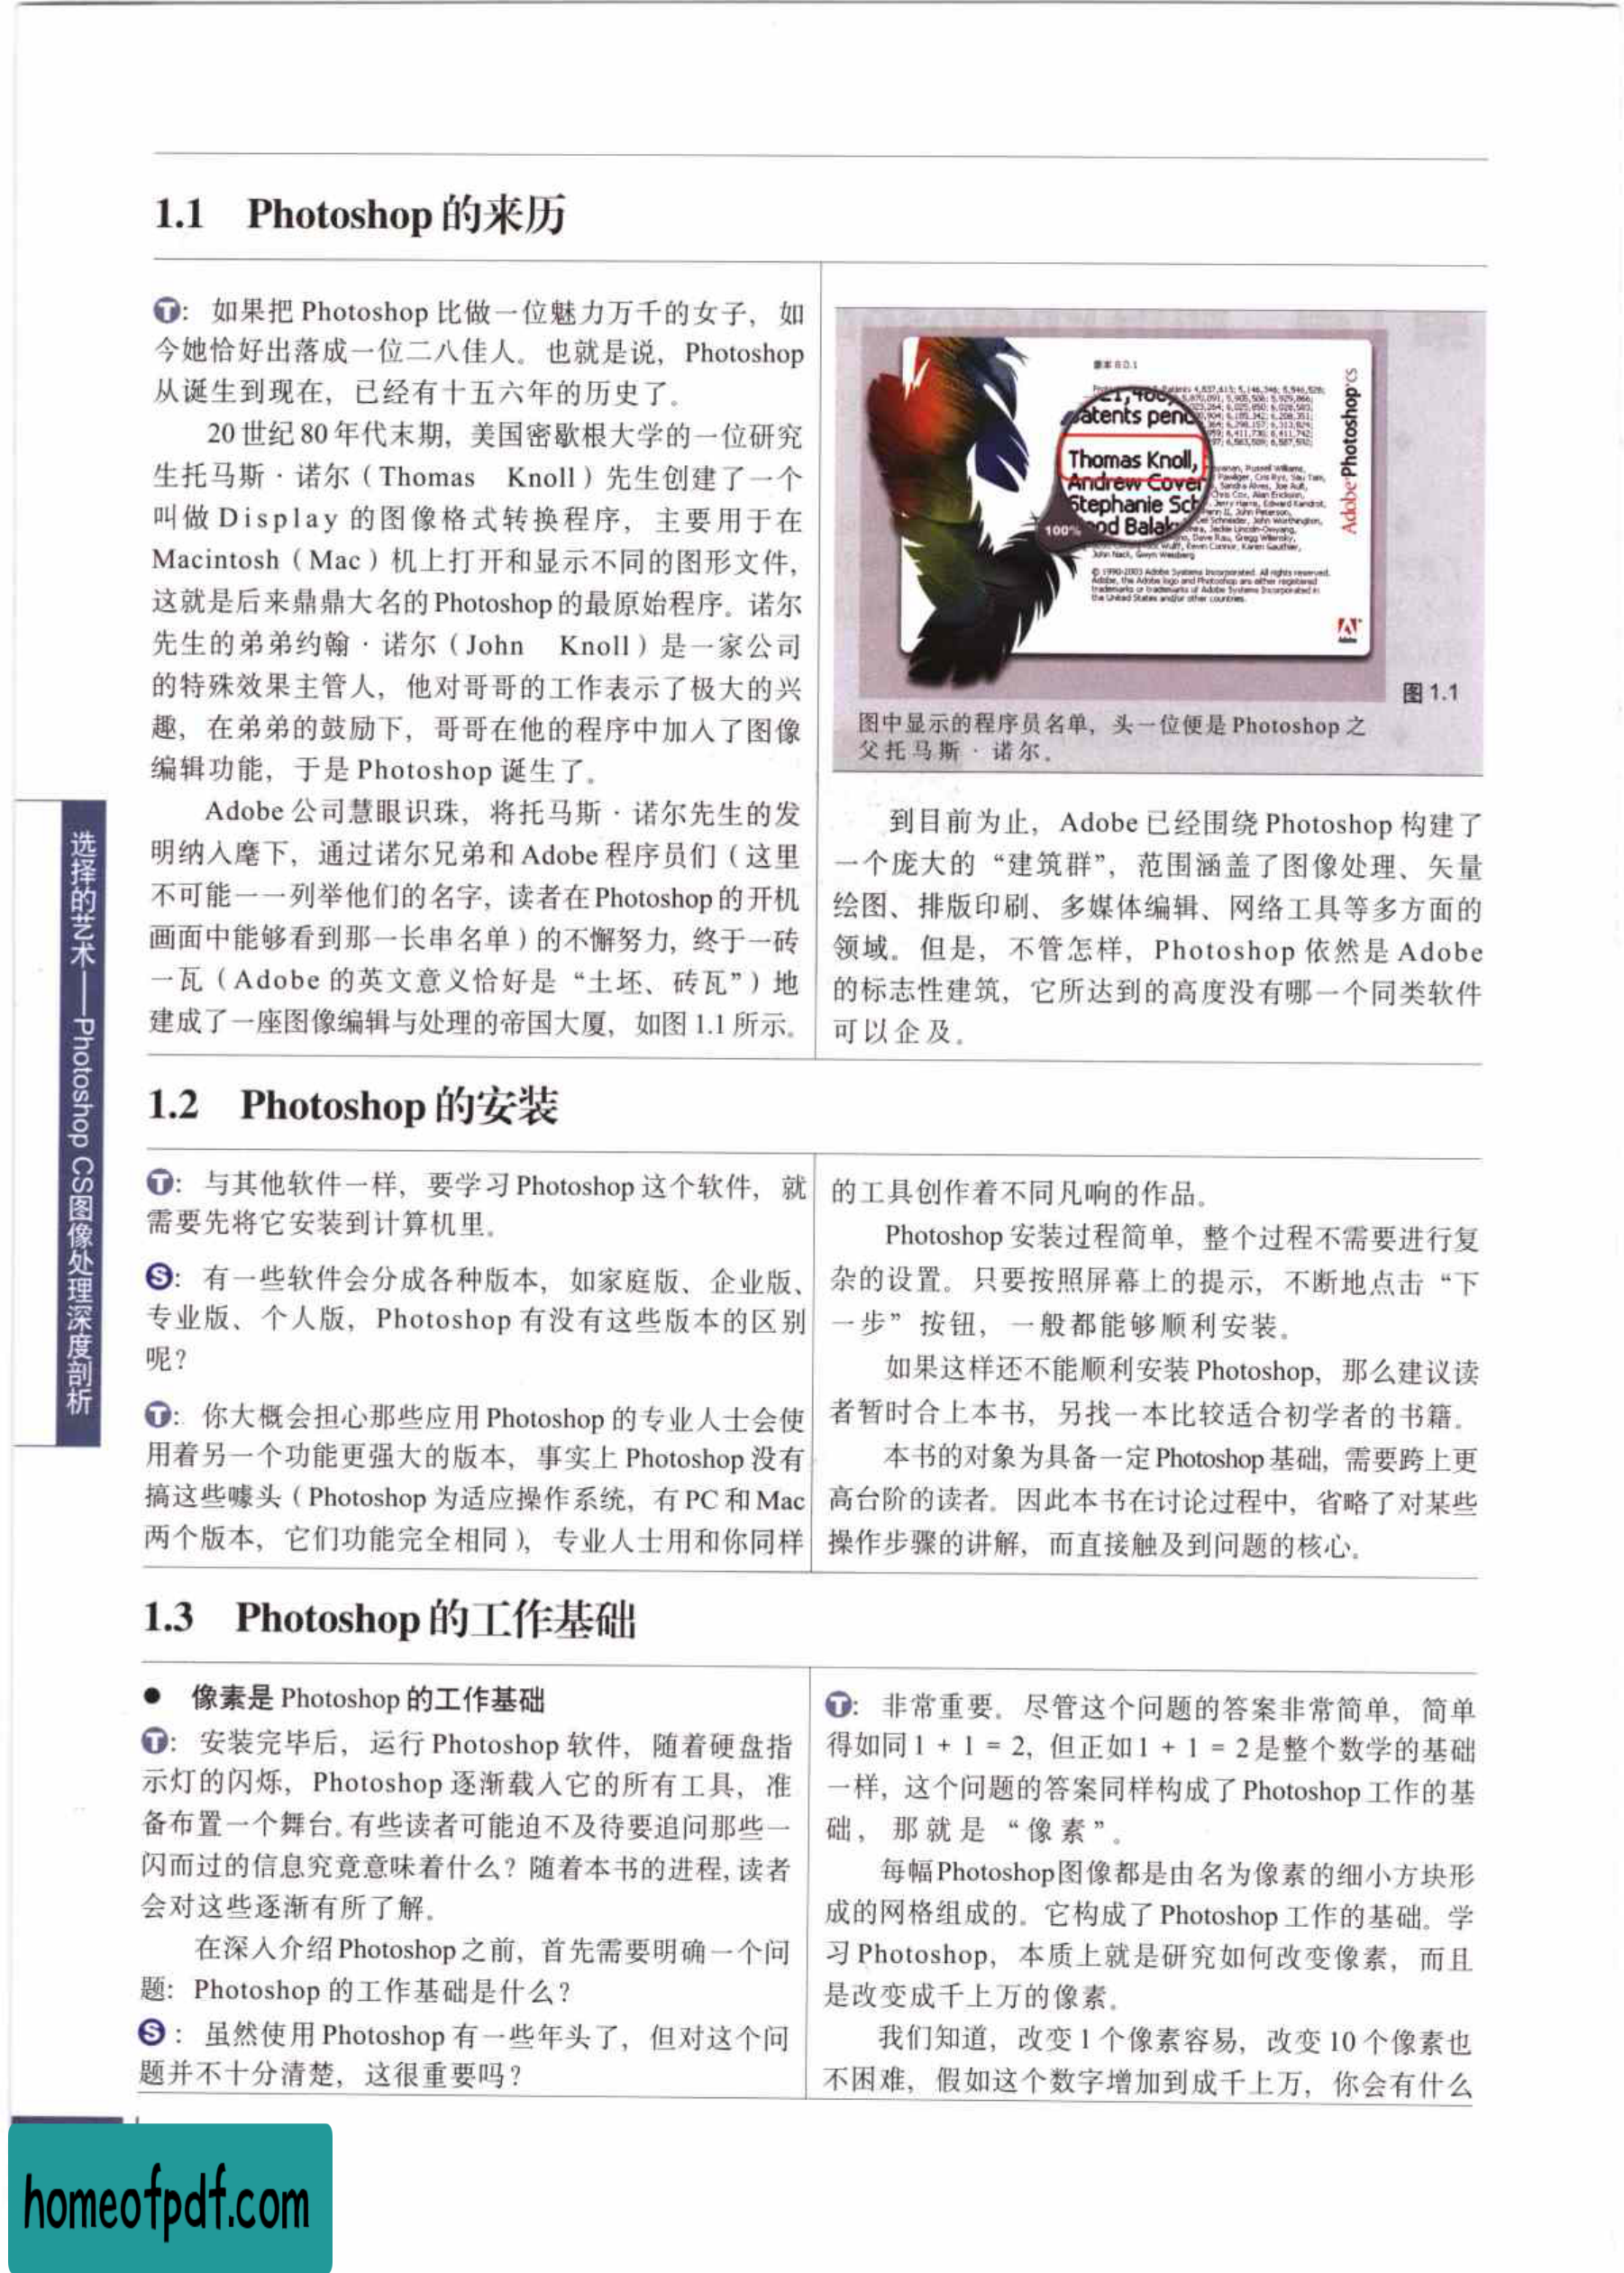 1.1 Photoshop 的来历
T：如果把 Photoshop 比做一位魅力万千的女子，如
今她恰好出落成一位二八佳人。也就是说，Photoshop
从诞生到现在，已经有十五六年的历史了。
20 世纪 80 年代末期，美国密歇根大学的一位研究
生托马斯·诺尔（Thomas Knoll）先生创建了一个
叫做 Display 的图像格式转换程序，主要用于在
Macintosh（Mac）机上打开和显示不同的图形文件，
这就是后来鼎鼎大名的 Photoshop 的最原始程序。诺尔
先生的弟弟约翰·诺尔（John Knoll）是一家公司
的特殊效果主管人，他对哥哥的工作表示了极大的兴
趣，在弟弟的鼓励下，哥哥在他的程序中加入了图像
编辑功能，于是 Photoshop 诞生了。
Adobe 公司慧眼识珠，将托马斯·诺尔先生的发
明纳入麾下，通过诺尔兄弟和 Adobe 程序员们（这里
不可能一一列举他们的名字，读者在 Photoshop 的开机
画面中能够看到那一长串名单）的不懈努力，终于一砖
一瓦（Adobe 的英文意义恰好是“土坯、砖瓦”）地
建成了一座图像编辑与处理的帝国大厦，如图 1.1 所示。
版本 8.0.1
atents pend
Thomas Knoll,
Andrew Cover
Stephanie Sch
ood Balak
100%
John Nack, Gwyn Weisberg
© 1990-2003 Adobe Systems Incorporated. All rights reserved.
Adobe, the Adobe logo and Photoshop are either registered
trademarks or trademarks of Adobe Systems Incorporated in
the United States and/or other countries.
Adobe Photoshop CS
Adobe
图 1.1
图中显示的程序员名单，头一位便是 Photoshop 之
父托马斯·诺尔。
到目前为止，Adobe 已经围绕 Photoshop 构建了
一个庞大的“建筑群”，范围涵盖了图像处理、矢量
绘图、排版印刷、多媒体编辑、网络工具等多方面的
领域。但是，不管怎样，Photoshop 依然是 Adobe
的标志性建筑，它所达到的高度没有哪一个同类软件
可以企及。
1.2 Photoshop 的安装
T：与其他软件一样，要学习 Photoshop 这个软件，就
需要先将它安装到计算机里。
S：有一些软件会分成各种版本，如家庭版、企业版、
专业版、个人版，Photoshop 有没有这些版本的区别
呢？
T：你大概会担心那些应用 Photoshop 的专业人士会使
用着另一个功能更强大的版本，事实上 Photoshop 没有
搞这些噱头（Photoshop 为适应操作系统，有 PC 和 Mac
两个版本，它们功能完全相同），专业人士用和你同样
的工具创作着不同凡响的作品。
Photoshop 安装过程简单，整个过程不需要进行复
杂的设置。只要按照屏幕上的提示，不断地点击“下
一步”按钮，一般都能够顺利安装。
如果这样还不能顺利安装 Photoshop，那么建议读
者暂时合上本书，另找一本比较适合初学者的书籍。
本书的对象为具备一定 Photoshop 基础，需要跨上更
高台阶的读者。因此本书在讨论过程中，省略了对某些
操作步骤的讲解，而直接触及到问题的核心。
1.3 Photoshop 的工作基础
● 像素是 Photoshop 的工作基础
T：安装完毕后，运行 Photoshop 软件，随着硬盘指
示灯的闪烁，Photoshop 逐渐载入它的所有工具，准
备布置一个舞台。有些读者可能迫不及待要追问那些一
闪而过的信息究竟意味着什么？随着本书的进程，读者
会对这些逐渐有所了解。
在深入介绍 Photoshop 之前，首先需要明确一个问
题：Photoshop 的工作基础是什么？
S：虽然使用 Photoshop 有一些年头了，但对这个问
题并不十分清楚，这很重要吗？
T：非常重要。尽管这个问题的答案非常简单，简单
得如同 1 + 1 = 2，但正如 1 + 1 = 2 是整个数学的基础
一样，这个问题的答案同样构成了 Photoshop 工作的基
础，那就是“像素”。
每幅 Photoshop 图像都是由名为像素的细小方块形
成的网格组成的。它构成了 Photoshop 工作的基础。学
习 Photoshop，本质上就是研究如何改变像素，而且
是改变成千上万的像素。
我们知道，改变 1 个像素容易，改变 10 个像素也
不困难，假如这个数字增加到成千上万，你会有什么
选择的艺术——Photoshop CS图像处理深度剖析
homeofpdf.com